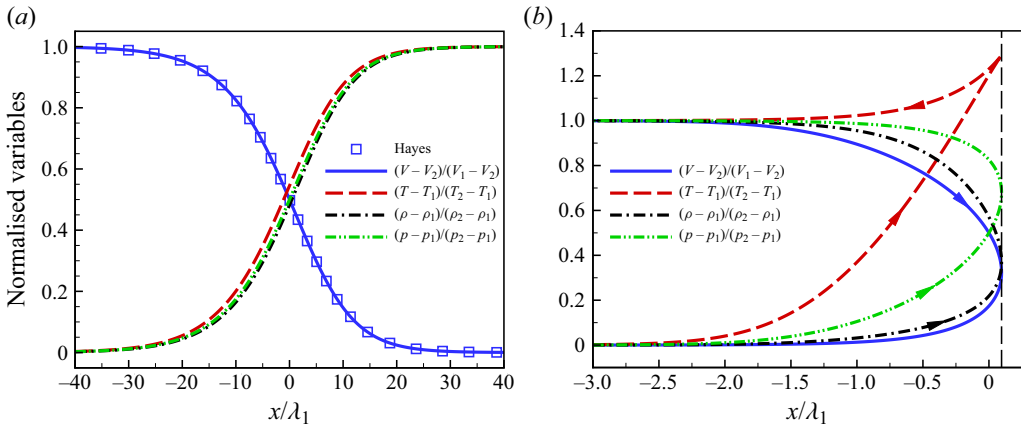 (a)
Normalised variables
1.0
0.8
0.6
0.4
0.2
0
Hayes
(V − V2)/(V1 − V2)
(T − T1)/(T2 − T1)
(ρ − ρ1)/(ρ2 − ρ1)
(p − p1)/(p2 − p1)
−40 −30 −20 −10 0 10 20 30 40
x/λ1
(b)
1.4
1.2
1.0
0.8
0.6
0.4
0.2
0
(V − V2)/(V1 − V2)
(T − T1)/(T2 − T1)
(ρ − ρ1)/(ρ2 − ρ1)
(p − p1)/(p2 − p1)
−3.0 −2.5 −2.0 −1.5 −1.0 −0.5 0
x/λ1